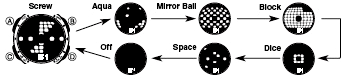 Screw
Aqua
Mirror Ball
Block
A
B
C
D
Off
Space
Dice